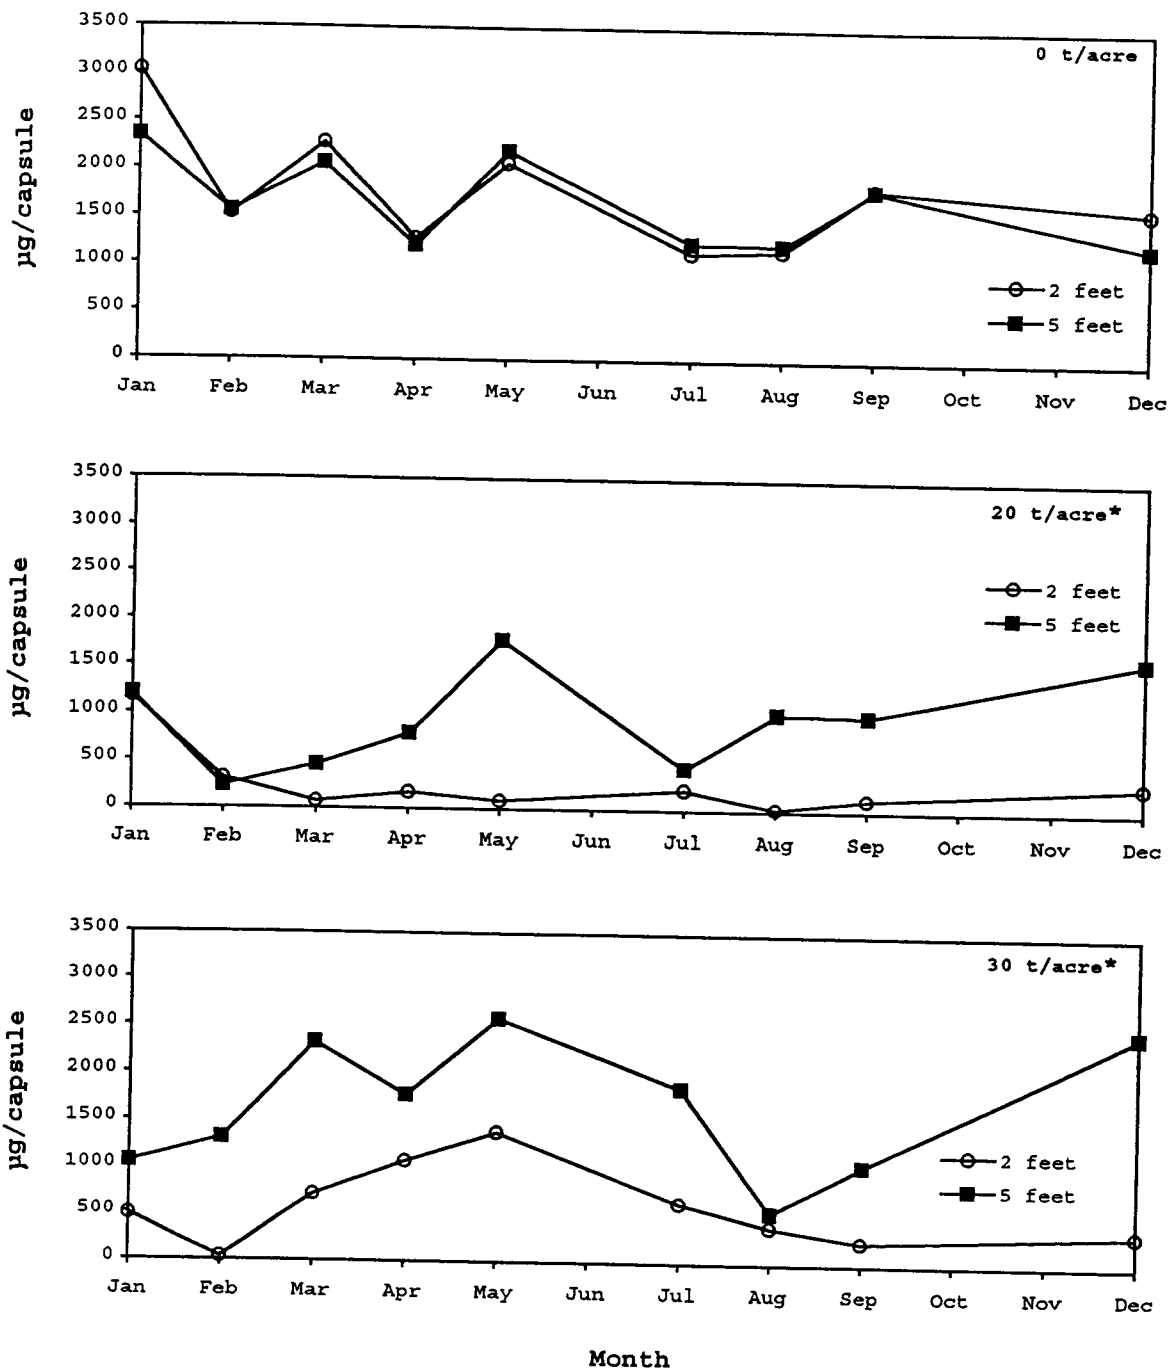 3500
0 t/acre
3000
2500
2000
1500
1000
500
0
µg/capsule
2 feet
5 feet
Jan Feb Mar Apr May Jun Jul Aug Sep Oct Nov Dec
3500
20 t/acre*
3000
2500
2000
1500
1000
500
0
µg/capsule
2 feet
5 feet
Jan Feb Mar Apr May Jun Jul Aug Sep Oct Nov Dec
3500
30 t/acre*
3000
2500
2000
1500
1000
500
0
µg/capsule
2 feet
5 feet
Jan Feb Mar Apr May Jun Jul Aug Sep Oct Nov Dec
Month